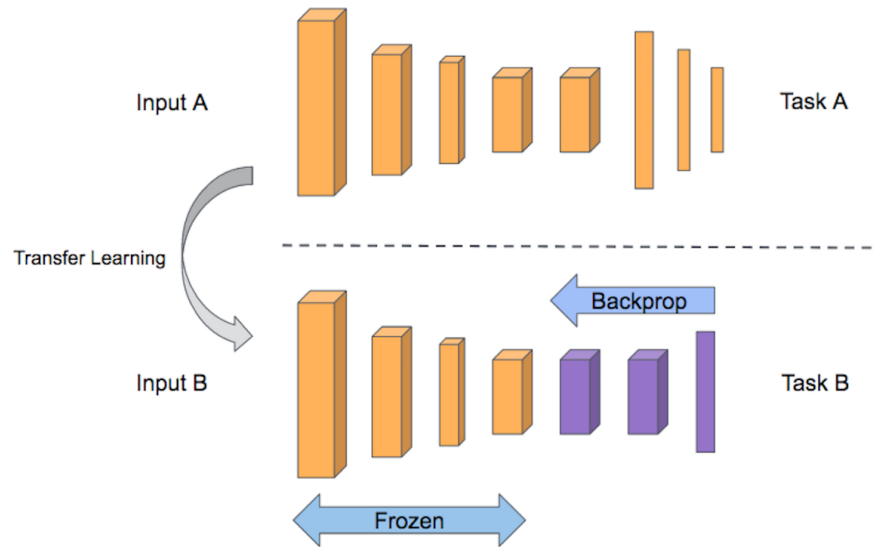 Input A
Task A
Transfer Learning
Backprop
Input B
Task B
Frozen